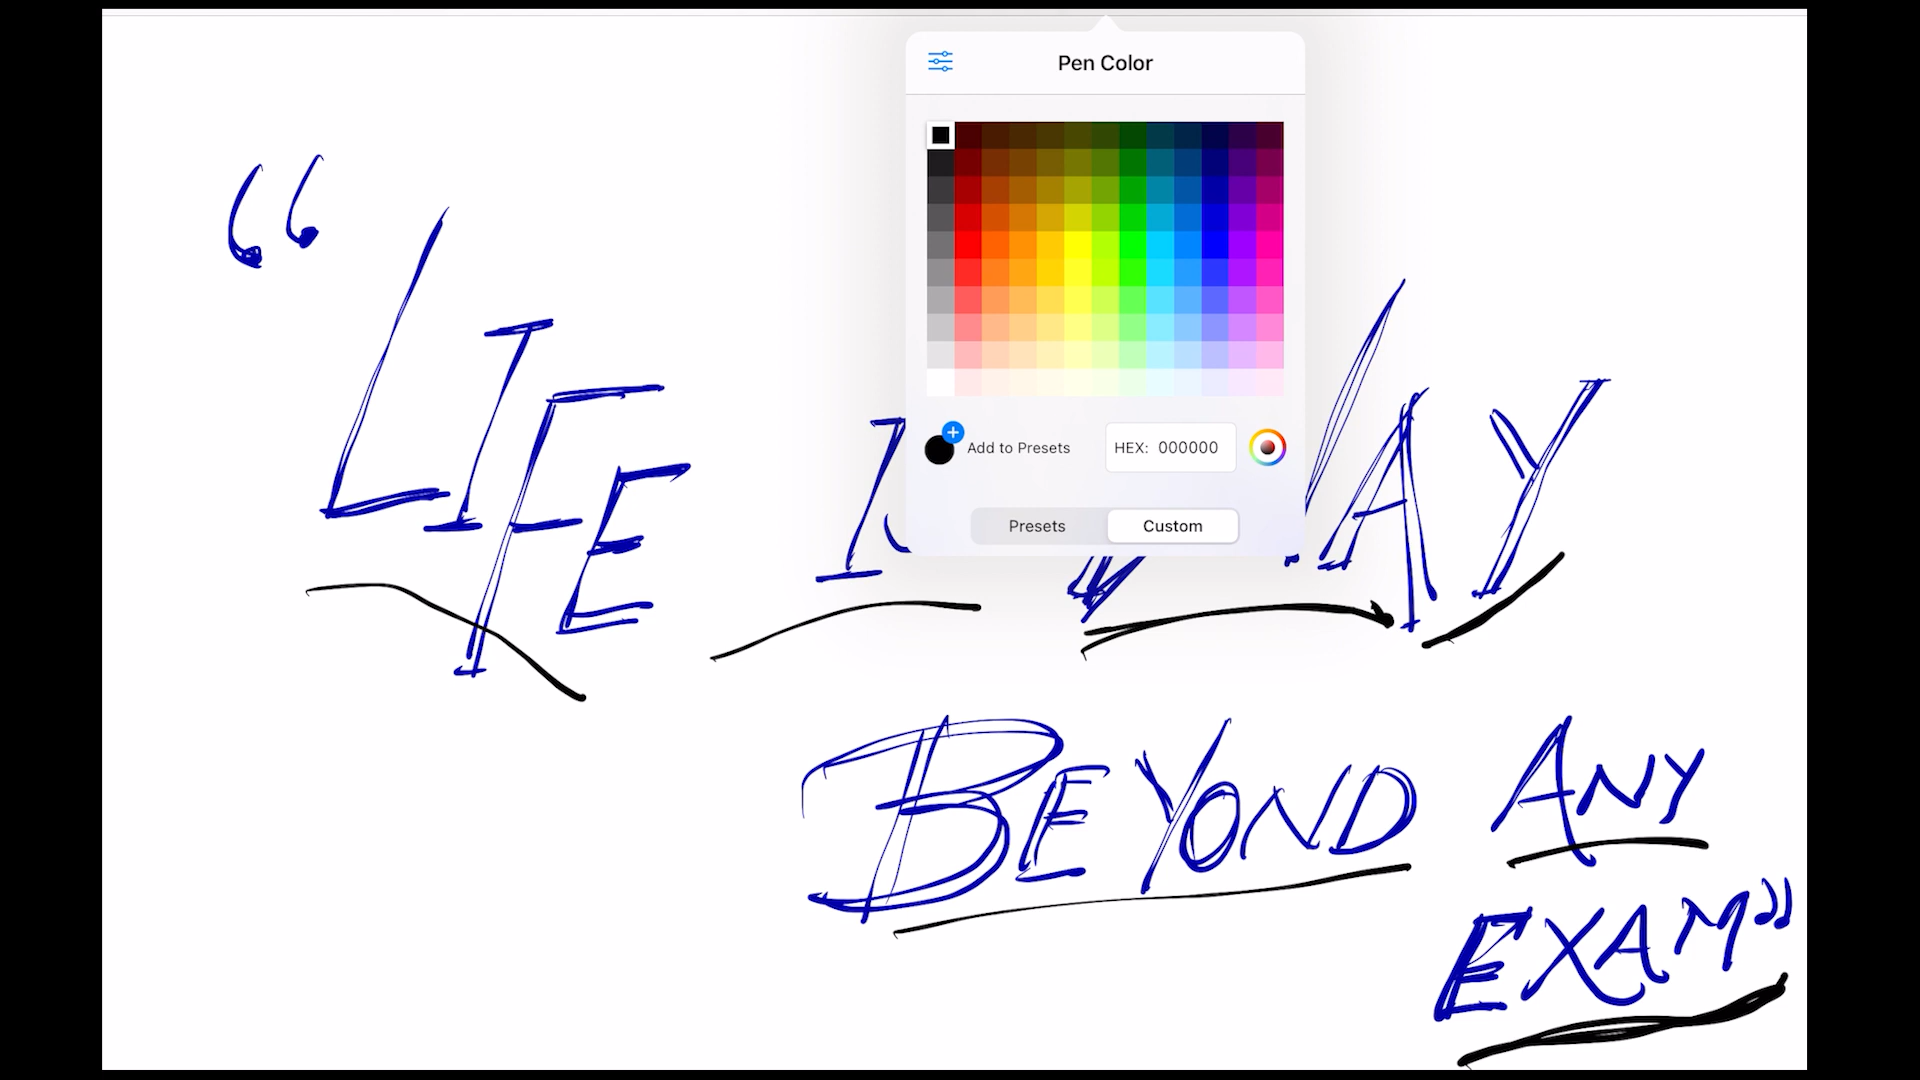 Pen Color
Add to Presets
HEX: 000000
Presets
Custom
“ LIFE
BEYOND ANY
EXAM”